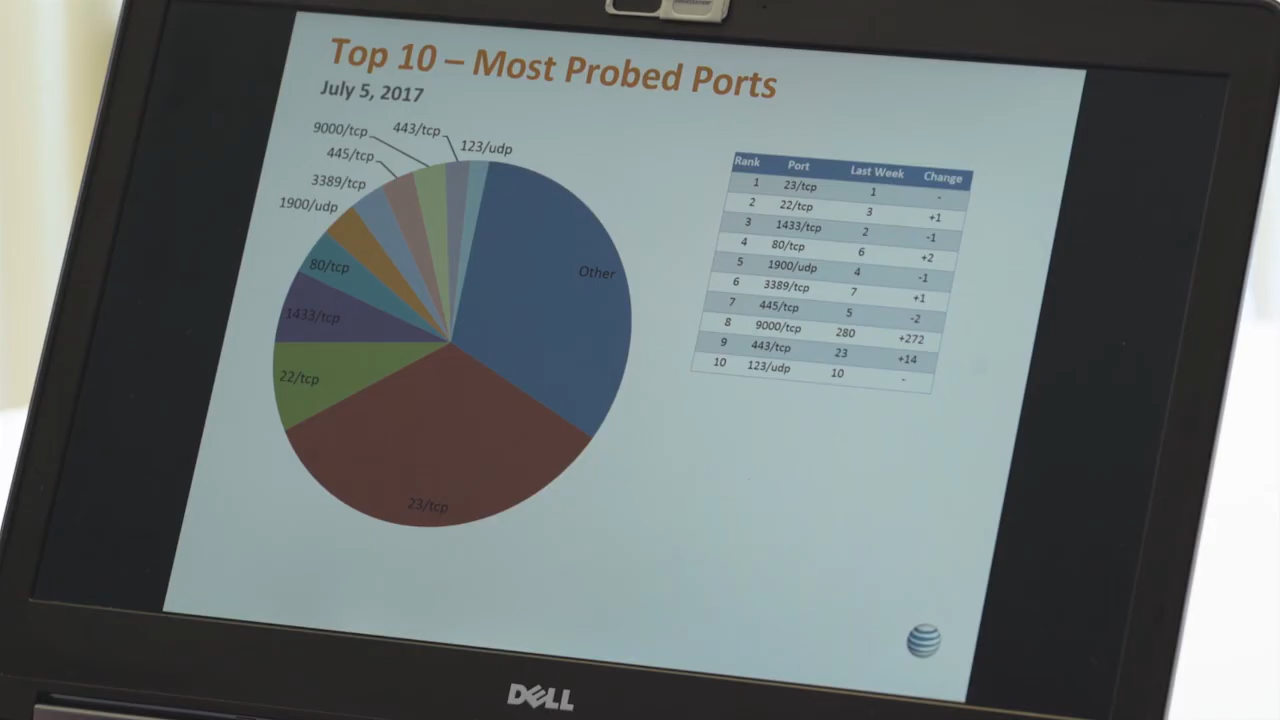 Top 10 – Most Probed Ports
July 5, 2017
9000/tcp
443/tcp
123/udp
445/tcp
3389/tcp
1900/udp
80/tcp
1433/tcp
22/tcp
23/tcp
Other
Rank Port Last Week Change
1 23/tcp 1 -
2 22/tcp 3 +1
3 1433/tcp 2 -1
4 80/tcp 6 +2
5 1900/udp 4 -1
6 3389/tcp 7 +1
7 445/tcp 5 -2
8 9000/tcp 280 +272
9 443/tcp 23 +14
10 123/udp 10 -
DELL